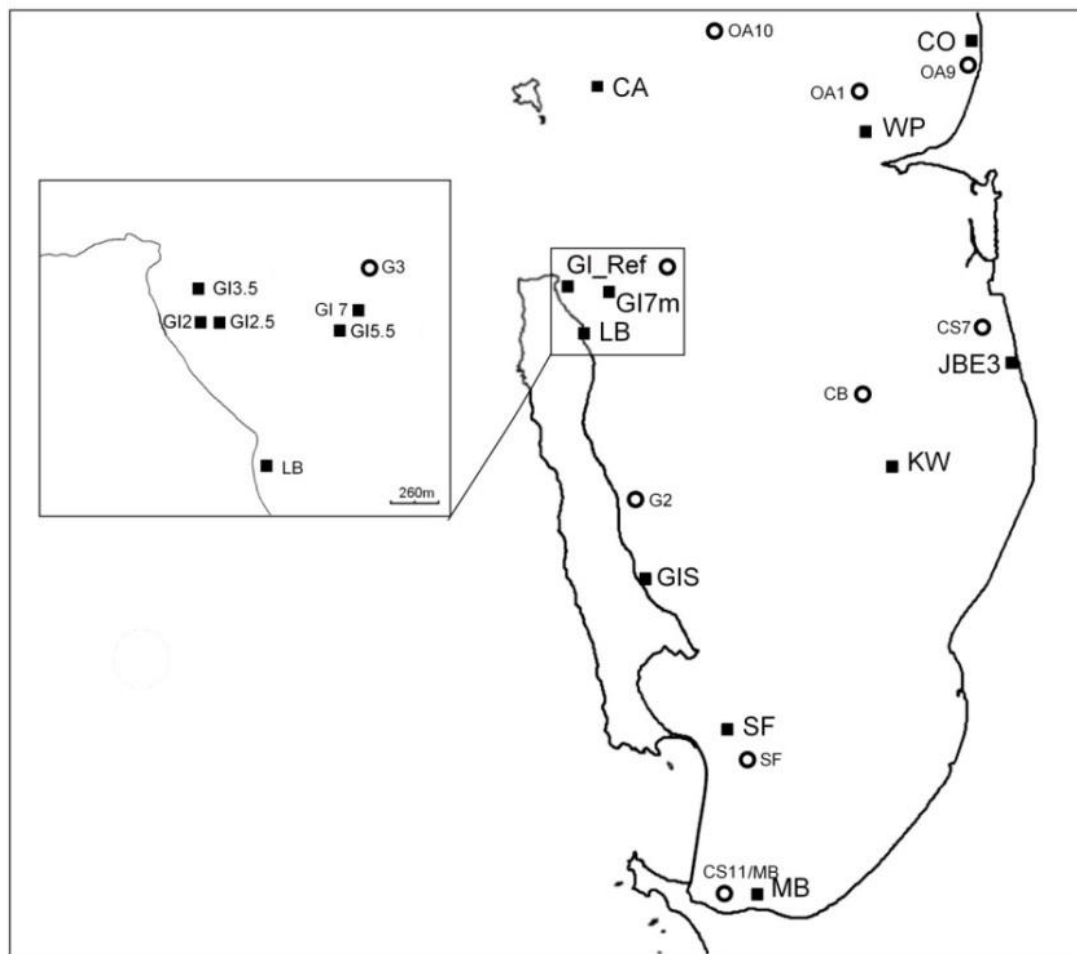 OA10
CO
OA9
CA
OA1
WP
GI_Ref
G3
GI3.5
GI7m
GI 7
GI2
GI2.5
GI5.5
LB
CS7
JBE3
CB
LB
KW
260m
G2
GIS
SF
SF
CS11/MB
MB